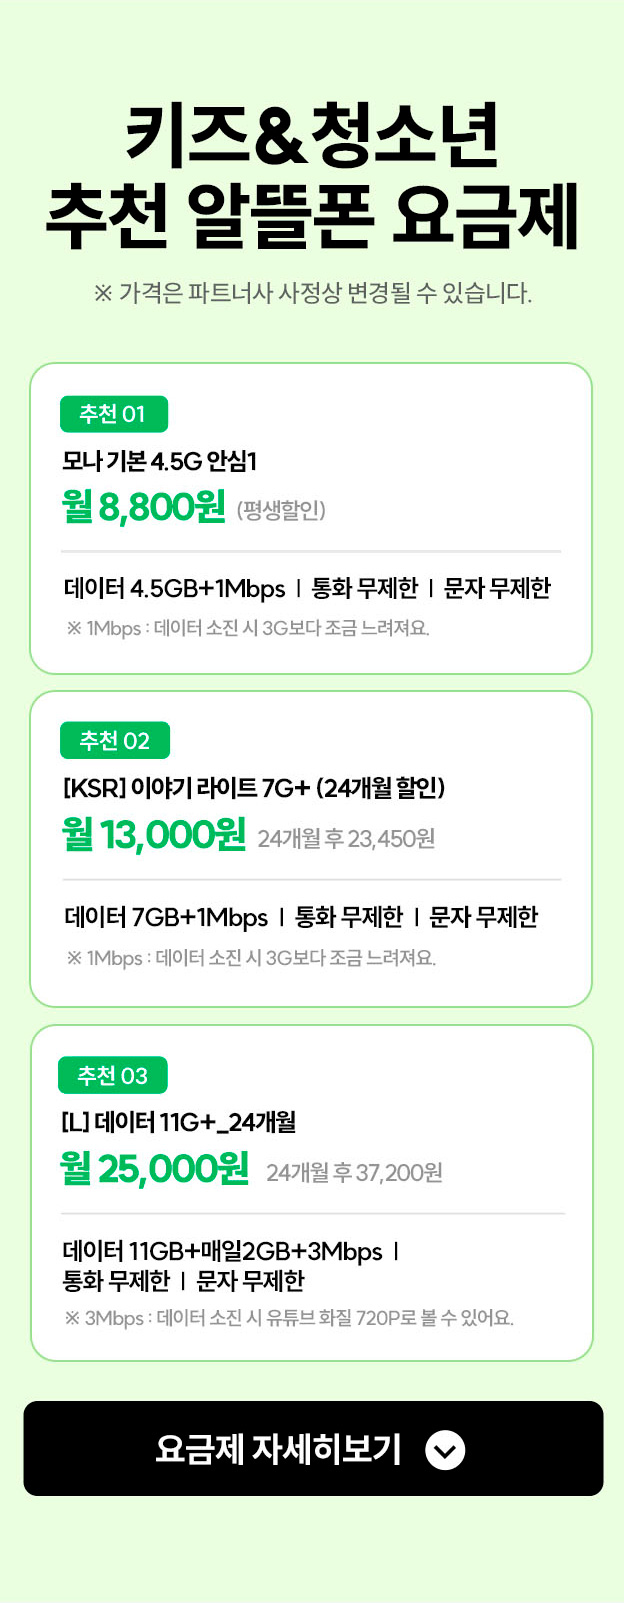 키즈&청소년
추천 알뜰폰 요금제
※ 가격은 파트너사 사정상 변경될 수 있습니다.
추천 01
모나 기본 4.5G 안심1
월 8,800원 (평생할인)
데이터 4.5GB+1Mbps | 통화 무제한 | 문자 무제한
※ 1Mbps : 데이터 소진 시 3G보다 조금 느려져요.
추천 02
[KSR] 이야기 라이트 7G+ (24개월 할인)
월 13,000원 24개월 후 23,450원
데이터 7GB+1Mbps | 통화 무제한 | 문자 무제한
※ 1Mbps : 데이터 소진 시 3G보다 조금 느려져요.
추천 03
[L] 데이터 11G+_24개월
월 25,000원 24개월 후 37,200원
데이터 11GB+매일2GB+3Mbps |
통화 무제한 | 문자 무제한
※ 3Mbps : 데이터 소진 시 유튜브 화질 720P로 볼 수 있어요.
요금제 자세히보기